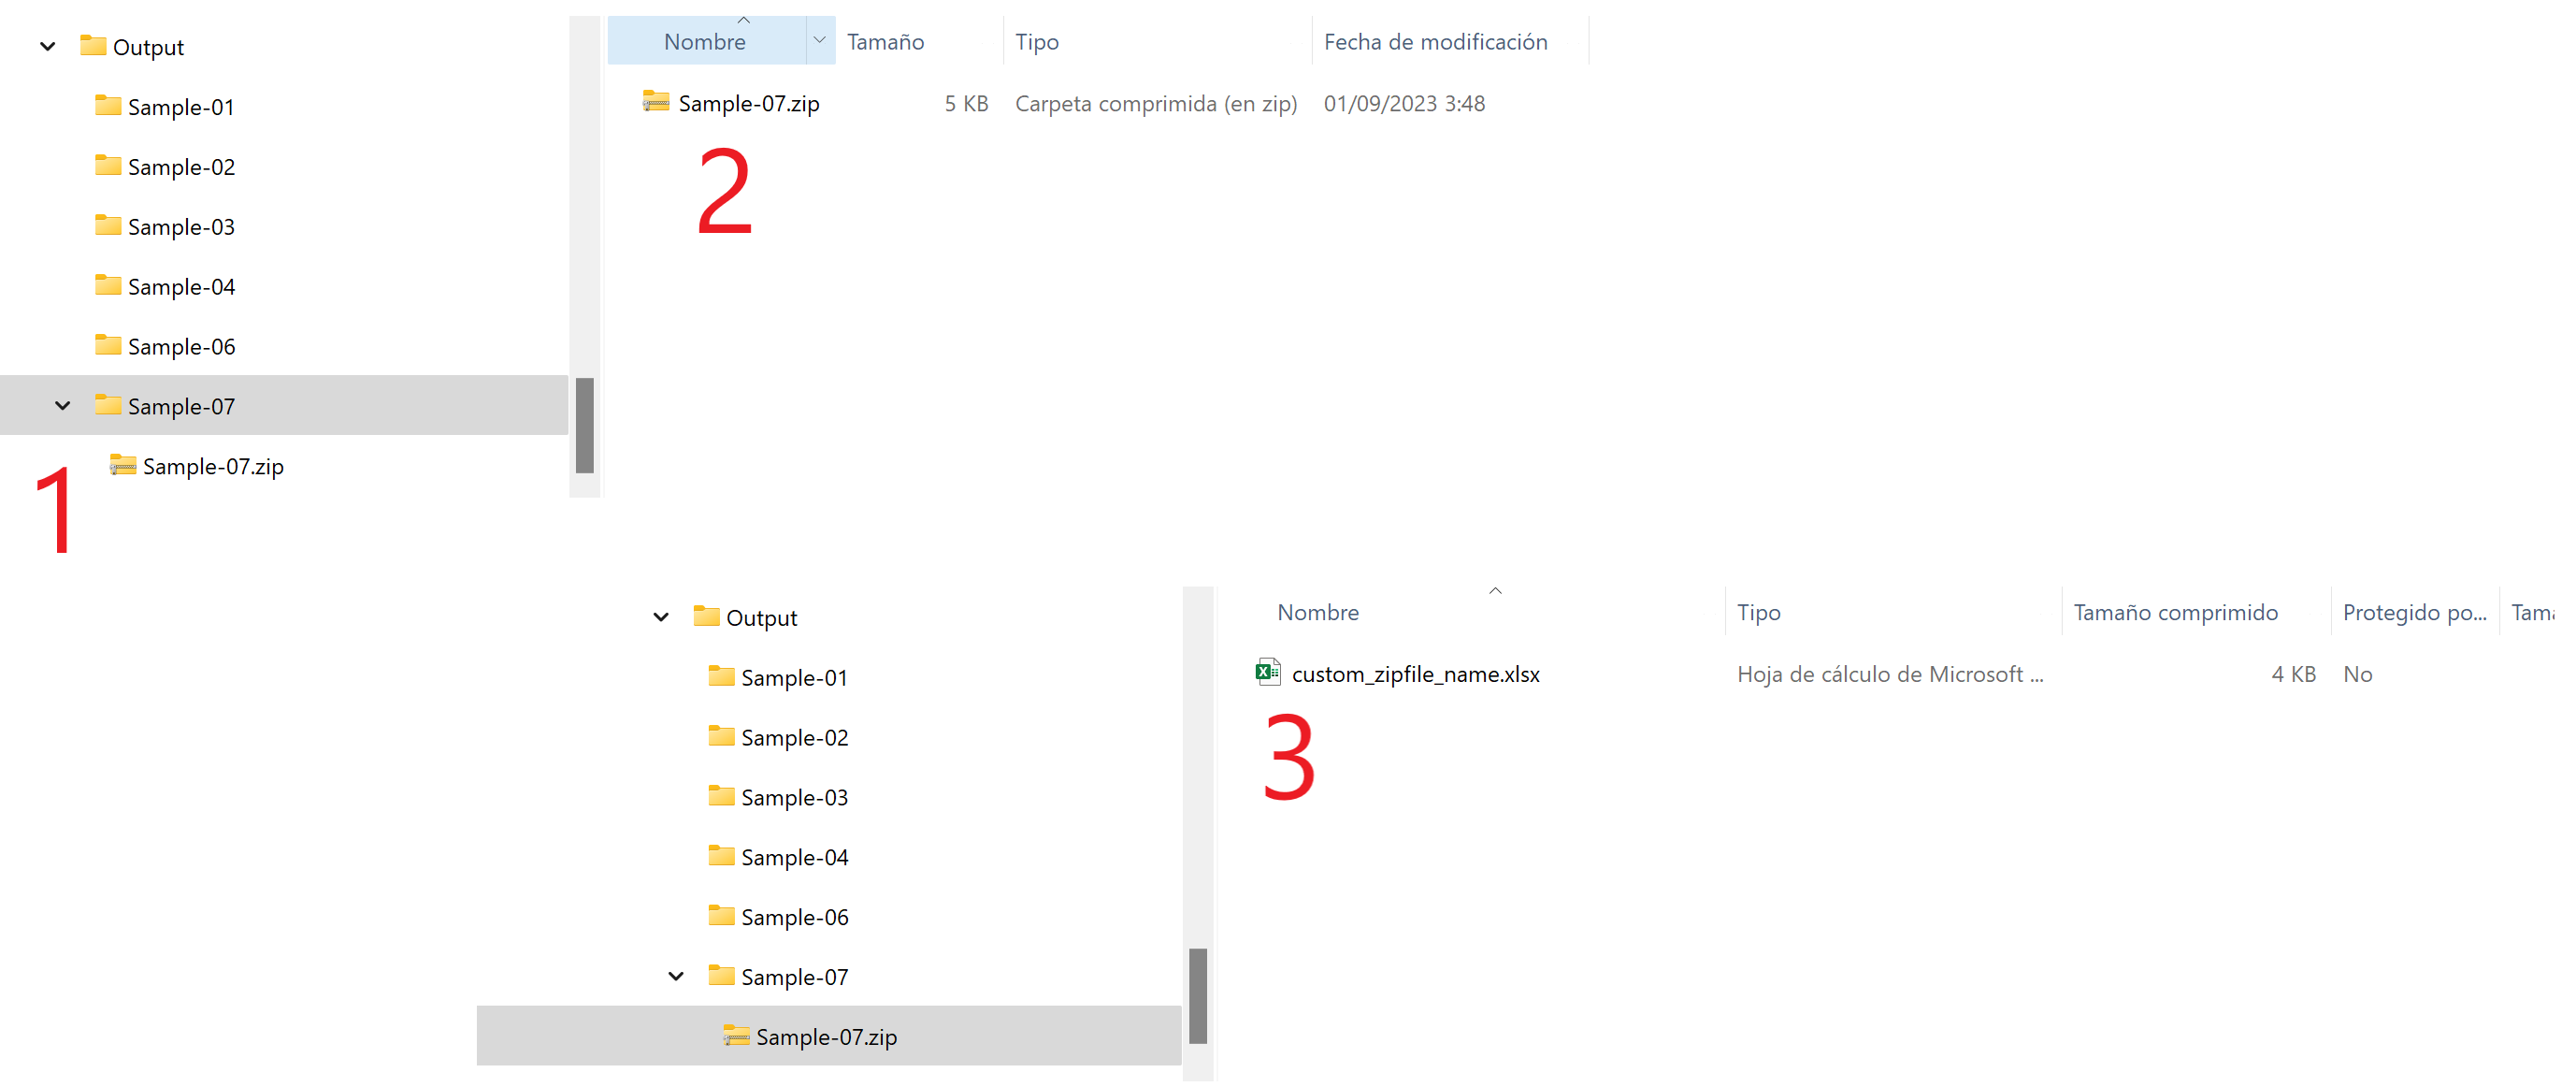 Output
Sample-01
Sample-02
Sample-03
Sample-04
Sample-06
Sample-07
Sample-07.zip
1
Nombre Tamaño Tipo Fecha de modificación
Sample-07.zip 5 KB Carpeta comprimida (en zip) 01/09/2023 3:48
2
Output
Sample-01
Sample-02
Sample-03
Sample-04
Sample-06
Sample-07
Sample-07.zip
Nombre Tipo Tamaño comprimido Protegido po... Tama
custom_zipfile_name.xlsx Hoja de cálculo de Microsoft ... 4 KB No
3